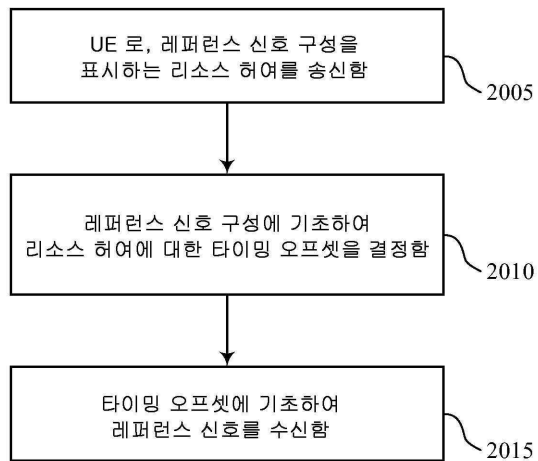 UE 로, 레퍼런스 신호 구성을
표시하는 리소스 허여를 송신함
2005
레퍼런스 신호 구성에 기초하여
리소스 허여에 대한 타이밍 오프셋을 결정함
2010
타이밍 오프셋에 기초하여
레퍼런스 신호를 수신함
2015